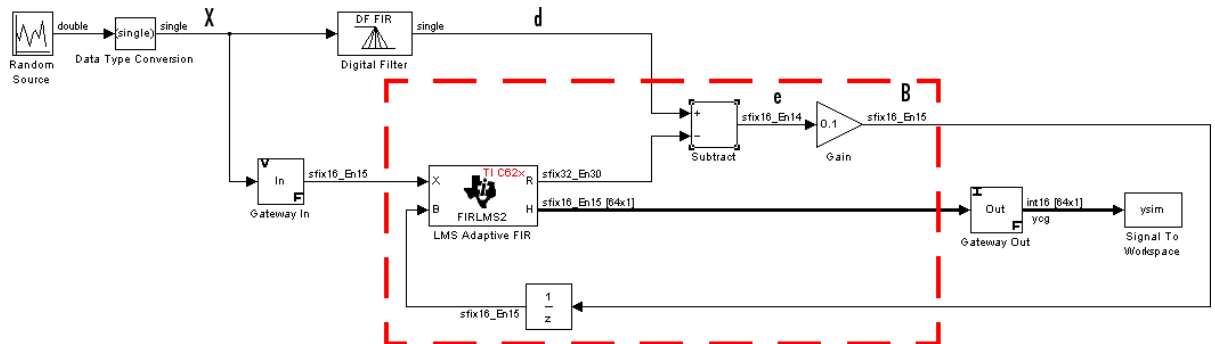 X
d
double
(single)
single
Random
Source
Data Type Conversion
DF FIR
single
Digital Filter
e
B
+
−
sfix16_En14
0.1
sfix16_En15
Subtract
Gain
V
In
F
sfix16_En15
Gateway In
TI C62x
X
R
sfix32_En30
B
FIRLMS2
H
sfix16_En15 [64x1]
LMS Adaptive FIR
I
Out
F
int16 [64x1]
ycg
ysim
Gateway Out
Signal To
Workspace
1
z
sfix16_En15